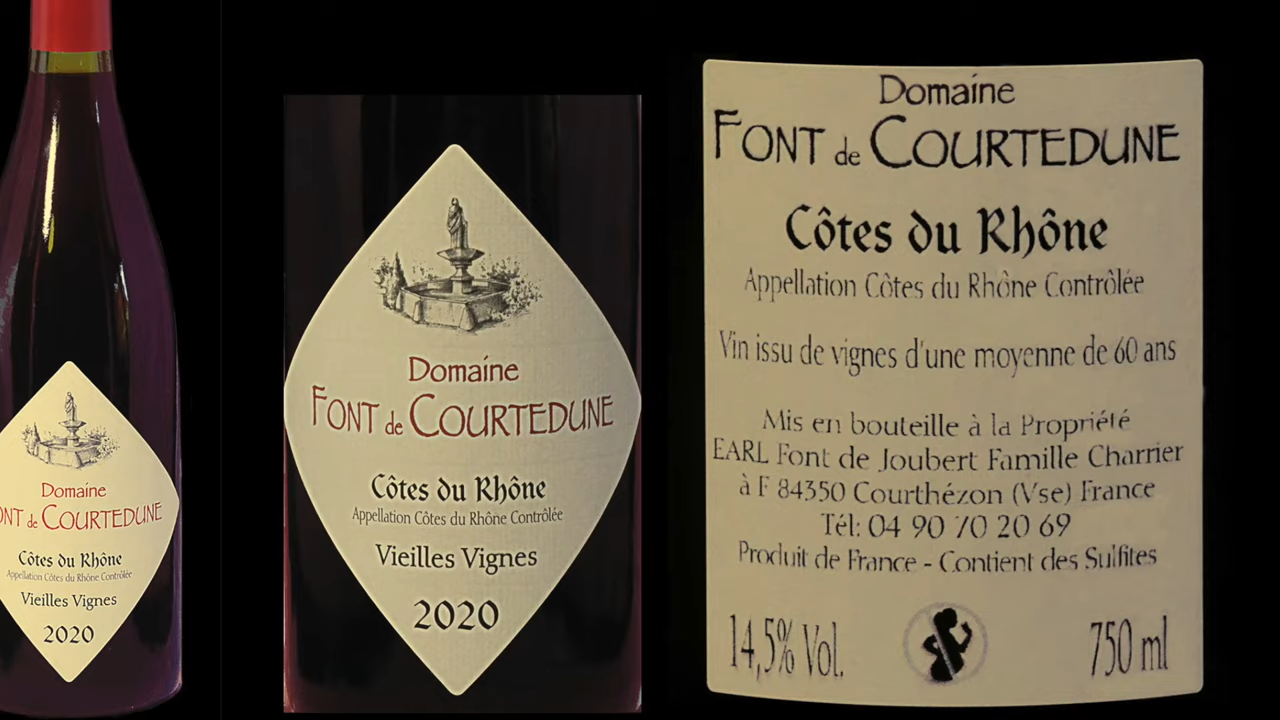 Domaine
FONT de COURTEDUNE
Côtes du Rhône
Appellation Côtes du Rhône Contrôlée
Vieilles Vignes
2020
Domaine
FONT de COURTEDUNE
Côtes du Rhône
Appellation Côtes du Rhône Contrôlée
Vieilles Vignes
2020
Domaine
FONT de COURTEDUNE
Côtes du Rhône
Appellation Côtes du Rhône Contrôlée
Vin issu de vignes d'une moyenne de 60 ans
Mis en bouteille à la Propriété
EARL Font de Joubert Famille Charrier
à F 84350 Courthézon (Vse) France
Tél: 04 90 70 20 69
Produit de France - Contient des Sulfites
14,5% Vol.
750 ml